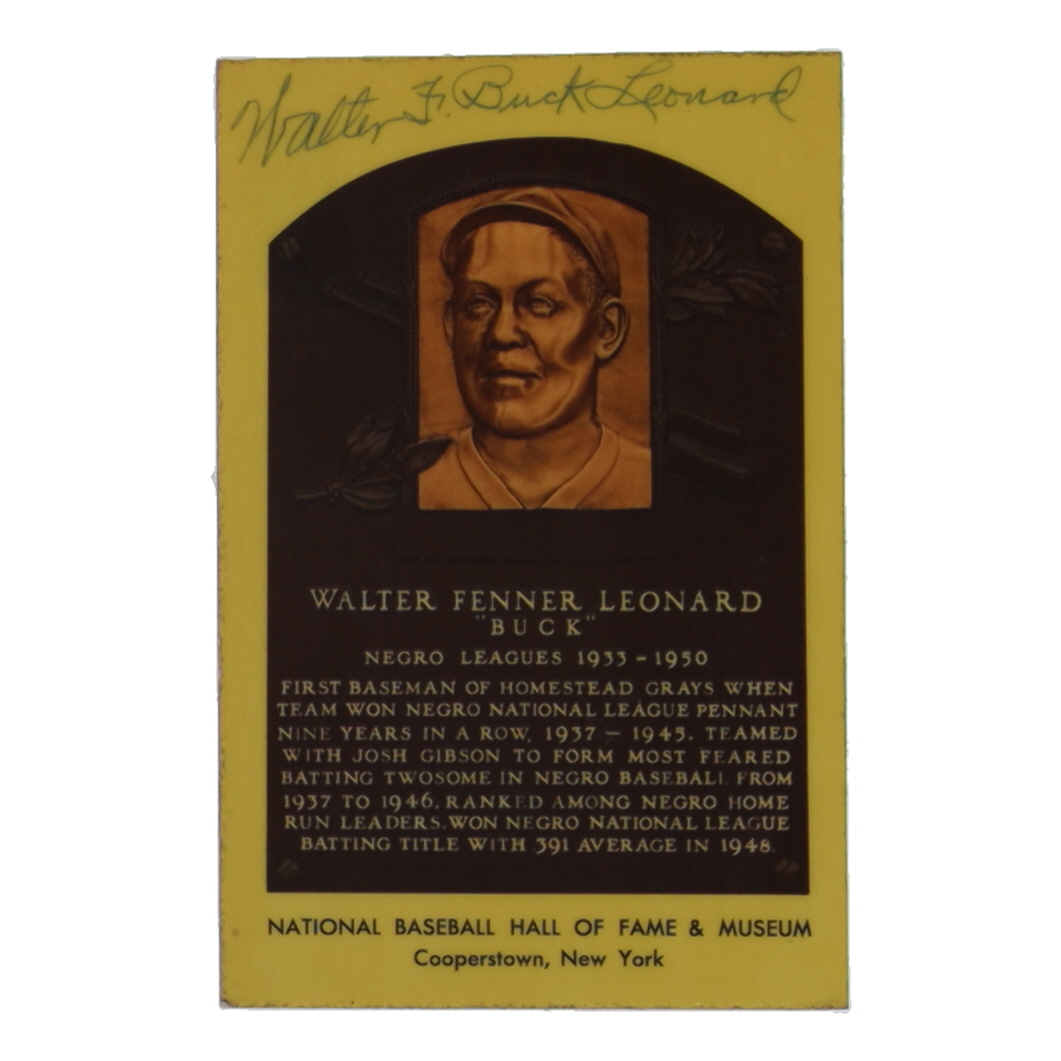 Walter F. Buck Leonard
WALTER FENNER LEONARD
"BUCK"
NEGRO LEAGUES 1933 - 1950
FIRST BASEMAN OF HOMESTEAD GRAYS WHEN
TEAM WON NEGRO NATIONAL LEAGUE PENNANT
NINE YEARS IN A ROW, 1937 - 1945. TEAMED
WITH JOSH GIBSON TO FORM MOST FEARED
BATTING TWOSOME IN NEGRO BASEBALL FROM
1937 TO 1946. RANKED AMONG NEGRO HOME
RUN LEADERS. WON NEGRO NATIONAL LEAGUE
BATTING TITLE WITH 391 AVERAGE IN 1948.
NATIONAL BASEBALL HALL OF FAME & MUSEUM
Cooperstown, New York